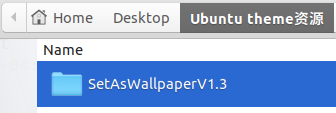 Home Desktop Ubuntu theme资源
Name
SetAsWallpaperV1.3